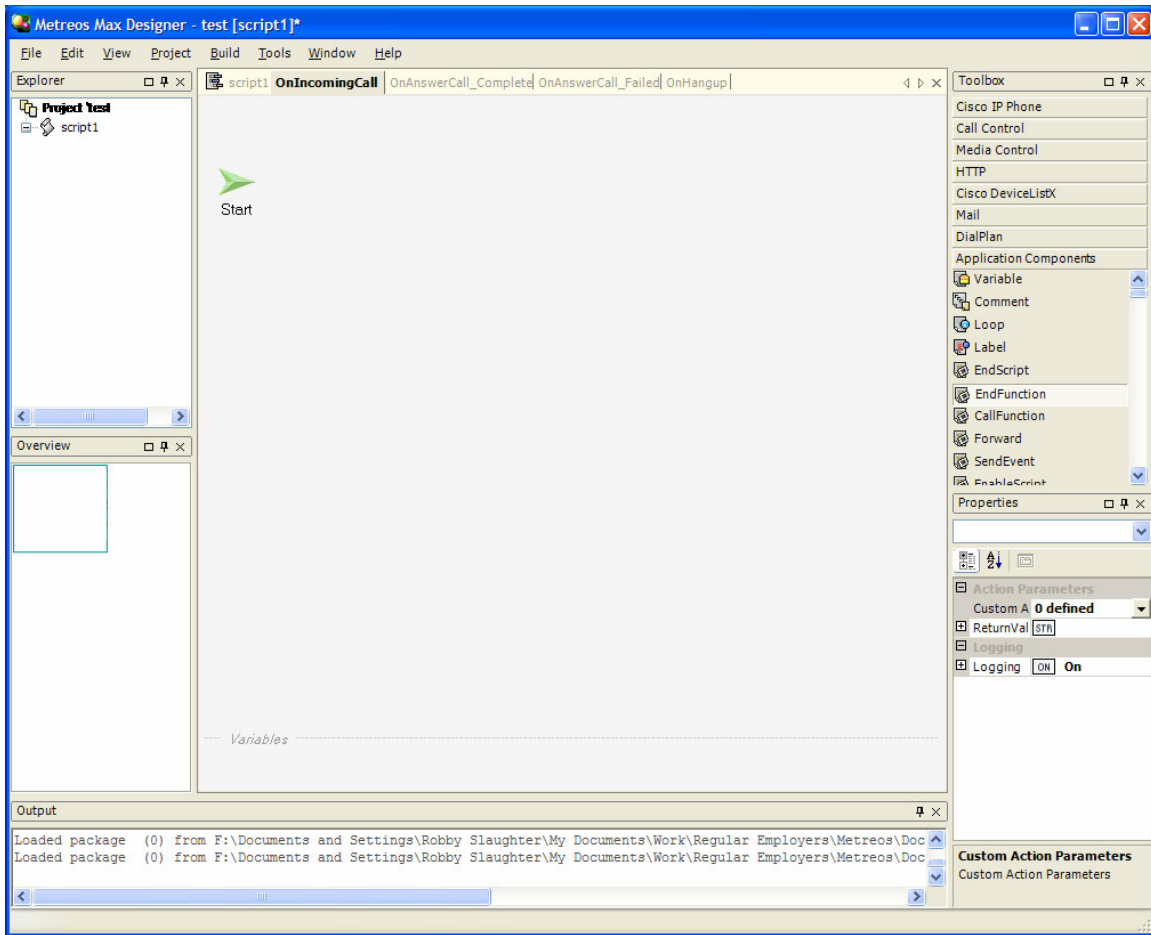 Metreos Max Designer - test [script1]*
File Edit View Project Build Tools Window Help
Explorer
Project 'test
script1
Overview
script1 OnIncomingCall OnAnswerCall_Complete OnAnswerCall_Failed OnHangup
Start
Variables
Toolbox
Cisco IP Phone
Call Control
Media Control
HTTP
Cisco DeviceListX
Mail
DialPlan
Application Components
Variable
Comment
Loop
Label
EndScript
EndFunction
CallFunction
Forward
SendEvent
EnableScript
Properties
Action Parameters
Custom A 0 defined
ReturnVal STR
Logging
Logging ON On
Custom Action Parameters
Custom Action Parameters
Output
Loaded package (0) from F:\Documents and Settings\Robby Slaughter\My Documents\Work\Regular Employers\Metreos\Doc
Loaded package (0) from F:\Documents and Settings\Robby Slaughter\My Documents\Work\Regular Employers\Metreos\Doc